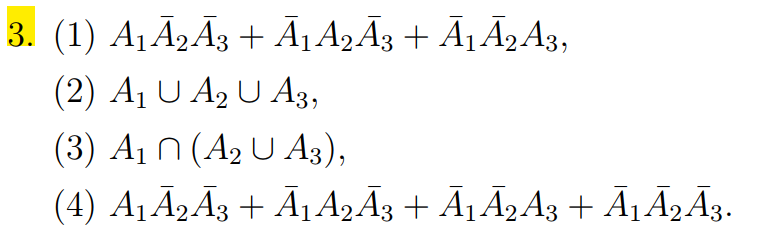 3. (1) A₁Ā₂Ā₃ + Ā₁A₂Ā₃ + Ā₁Ā₂A₃,
(2) A₁ ∪ A₂ ∪ A₃,
(3) A₁ ∩ (A₂ ∪ A₃),
(4) A₁Ā₂Ā₃ + Ā₁A₂Ā₃ + Ā₁Ā₂A₃ + Ā₁Ā₂Ā₃.